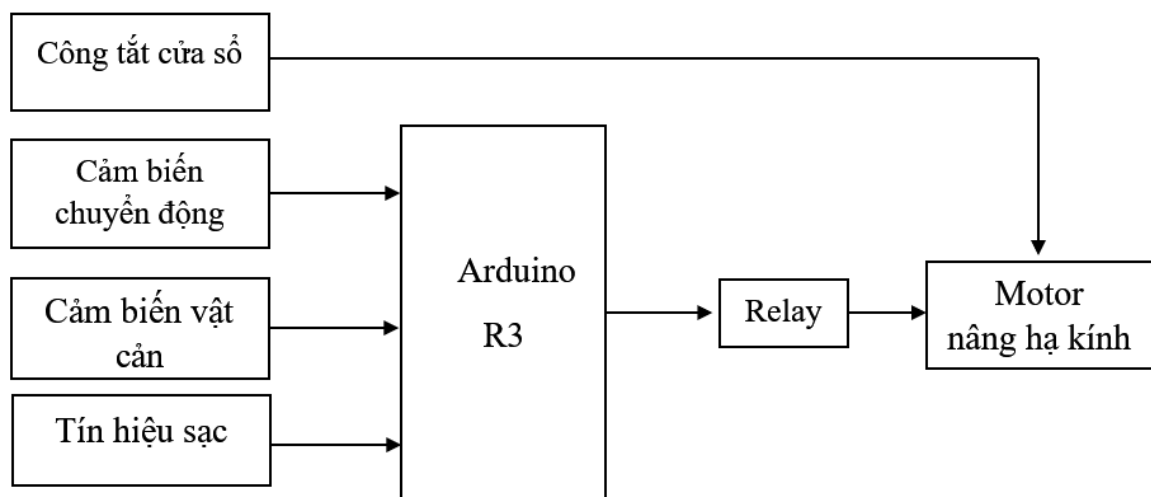 Công tắt cửa sổ
Cảm biến
chuyển động
Cảm biến vật
cản
Tín hiệu sạc
Arduino
R3
Relay
Motor
nâng hạ kính